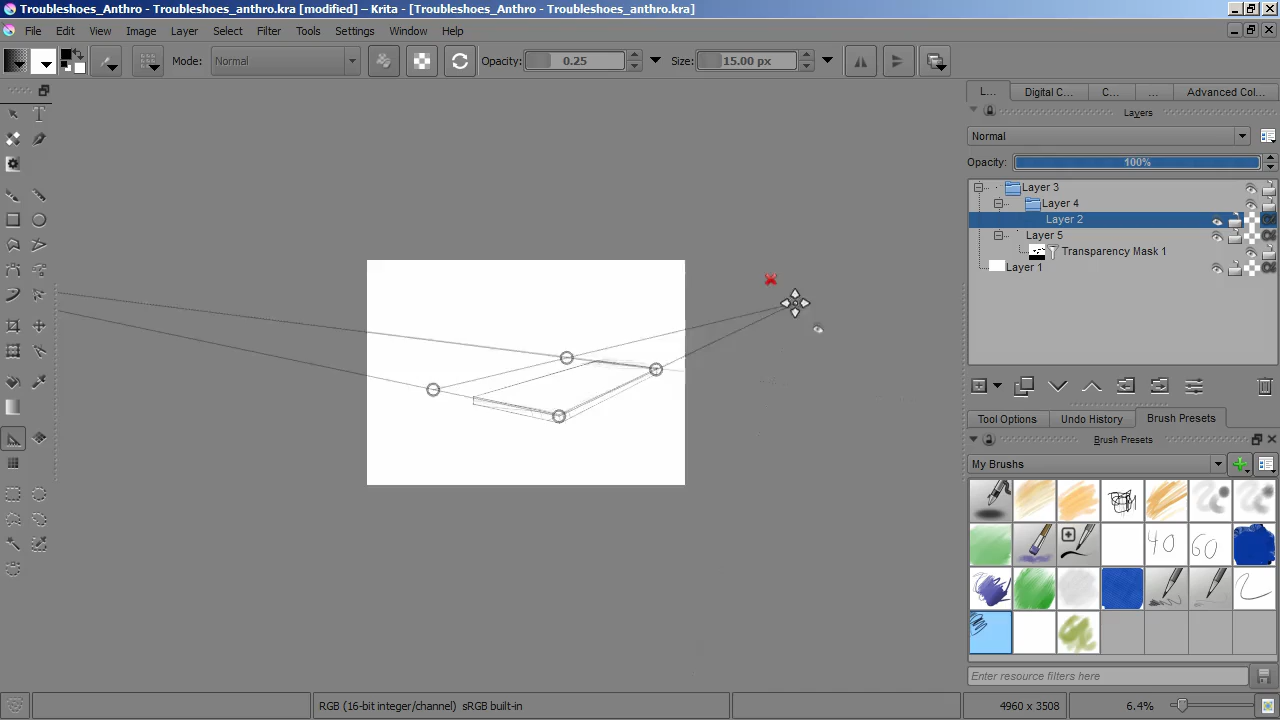 Troubleshoes_Anthro - Troubleshoes_anthro.kra [modified] – Krita - [Troubleshoes_Anthro - Troubleshoes_anthro.kra]
File Edit View Image Layer Select Filter Tools Settings Window Help
Mode: Normal Opacity: 0.25 Size: 15.00 px
L... Digital C... C... ... Advanced Col...
Layers
Normal
Opacity: 100%
Layer 3
Layer 4
Layer 2
Layer 5
Transparency Mask 1
Layer 1
Tool Options Undo History Brush Presets
Brush Presets
My Brushs
40 60
Enter resource filters here
RGB (16-bit integer/channel) sRGB built-in 4960 x 3508 6.4%